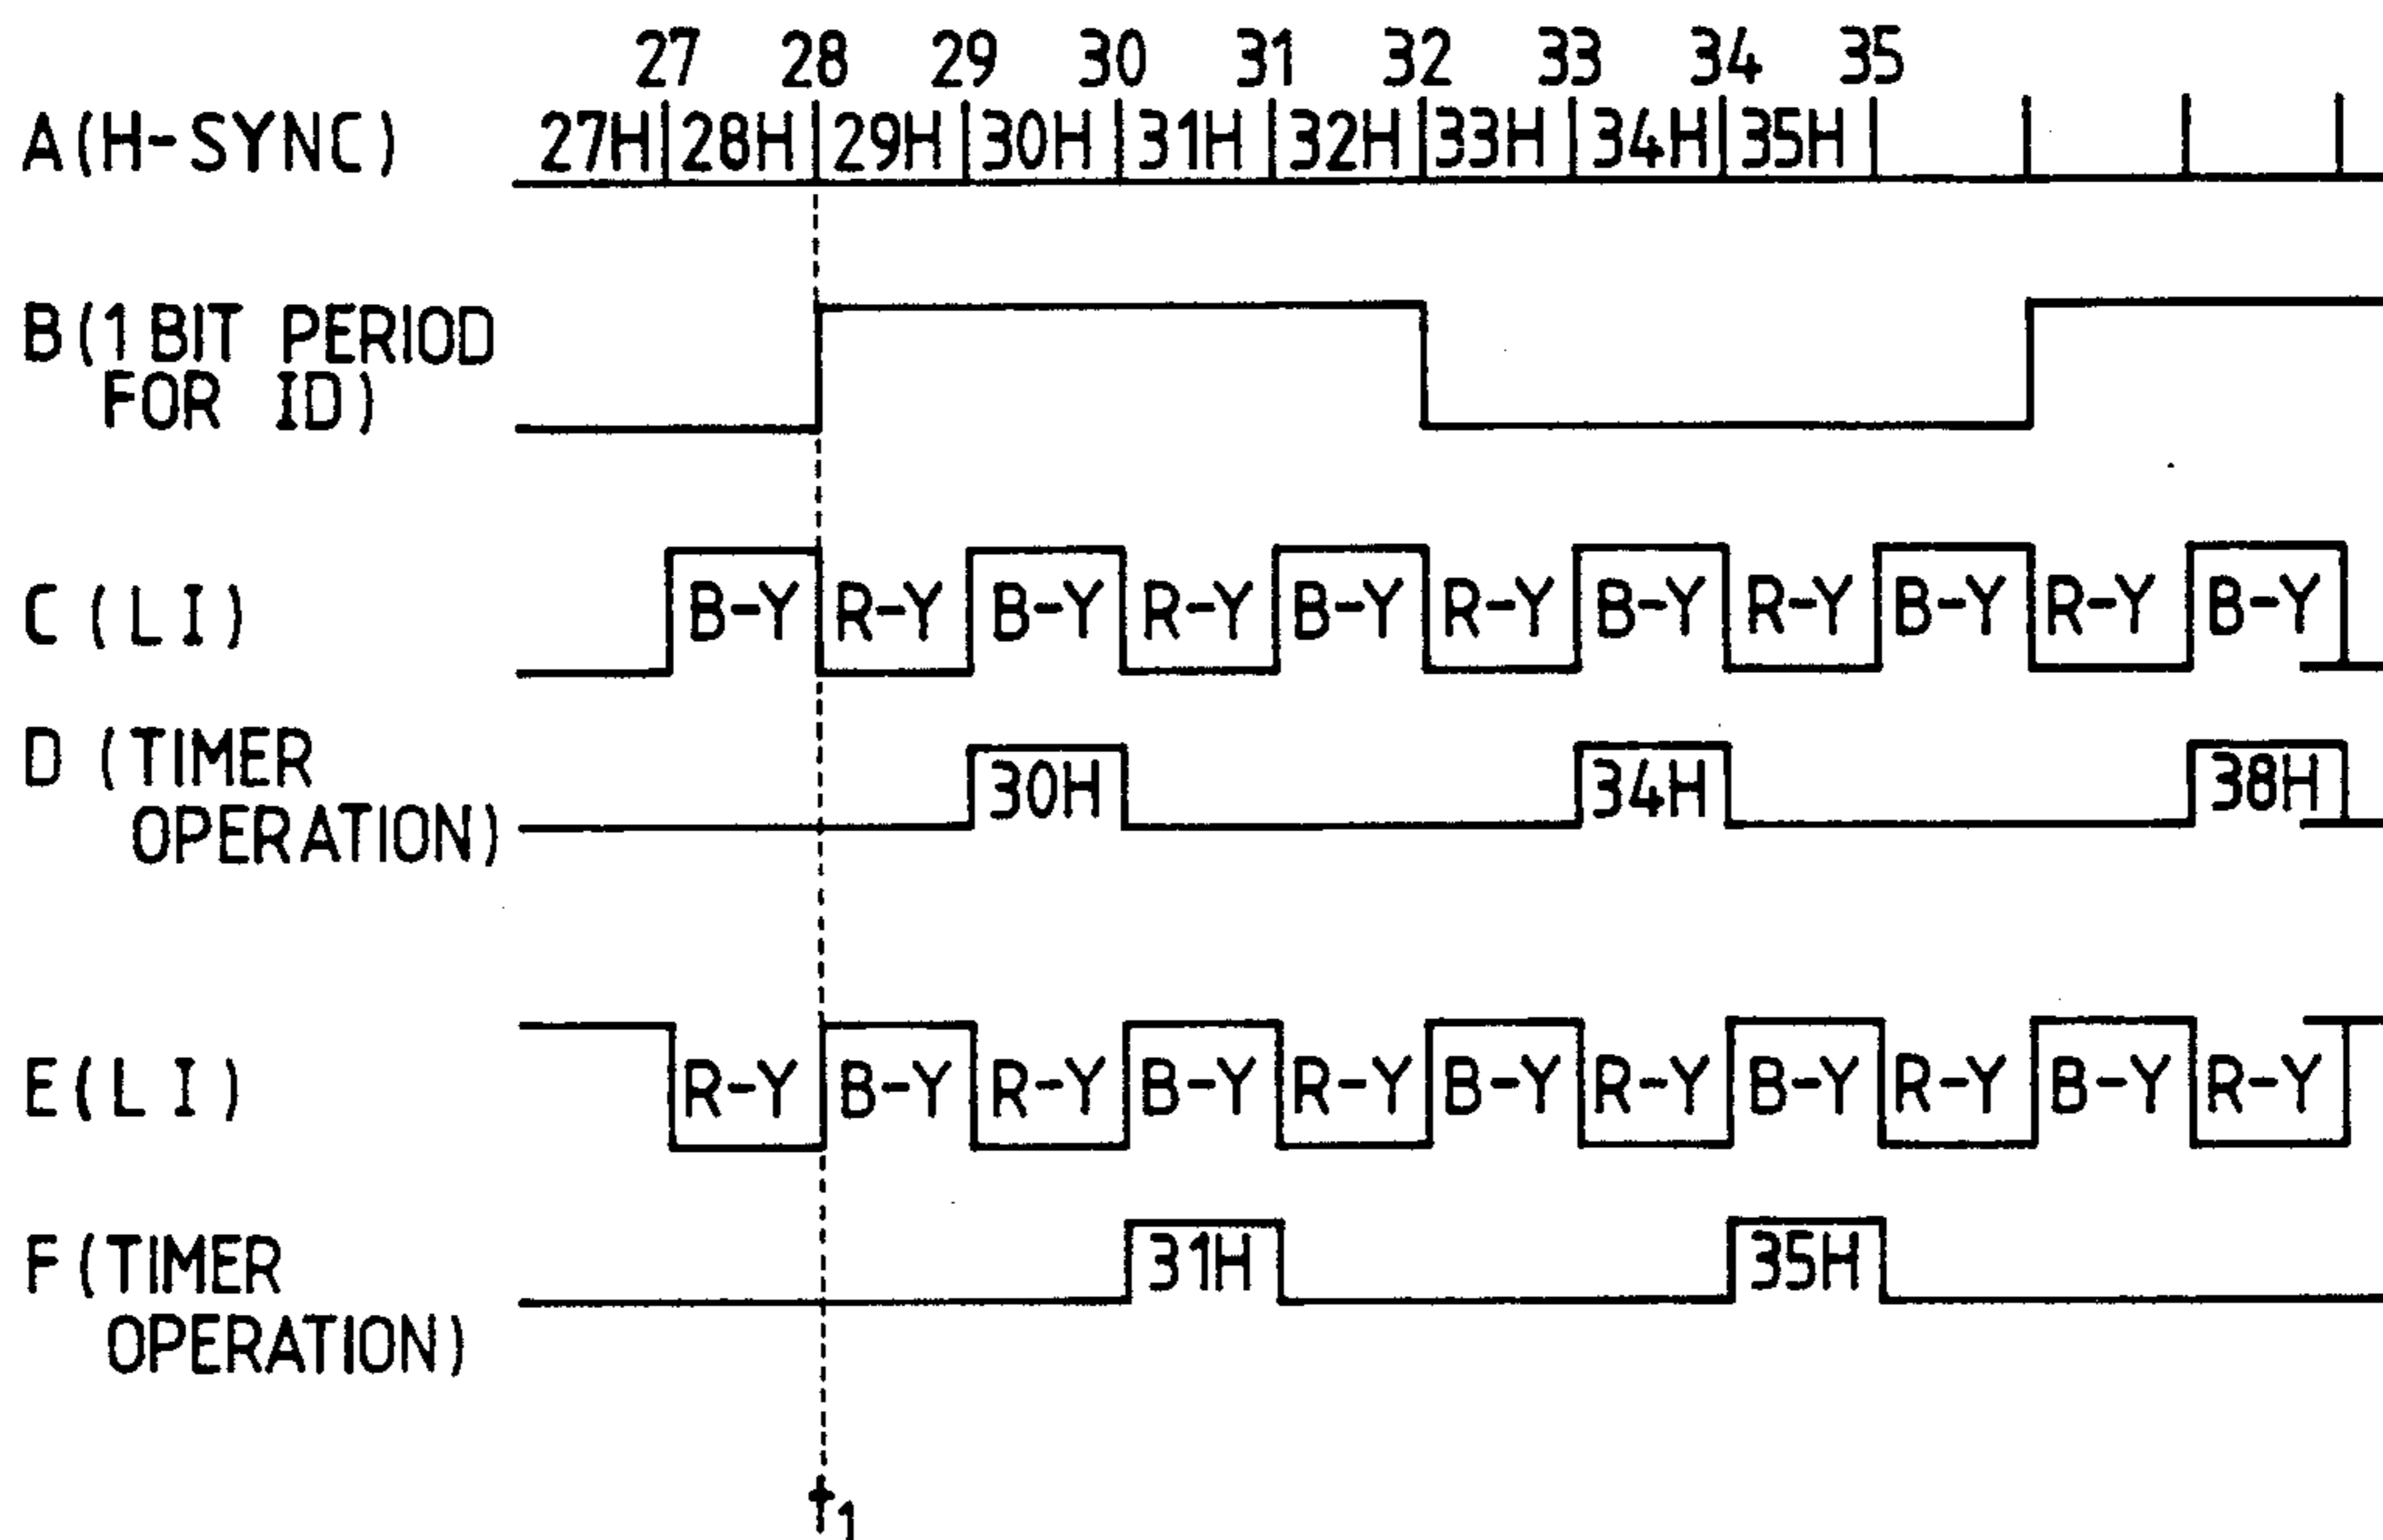 27 28 29 30 31 32 33 34 35
A(H-SYNC) 27H 28H 29H 30H 31H 32H 33H 34H 35H
B(1 BIT PERIOD
FOR ID)
C(LI) B-Y R-Y B-Y R-Y B-Y R-Y B-Y R-Y B-Y R-Y B-Y
D (TIMER
OPERATION) 30H 34H 38H
E(LI) R-Y B-Y R-Y B-Y R-Y B-Y R-Y B-Y R-Y B-Y R-Y
F(TIMER 31H 35H
OPERATION)
t1